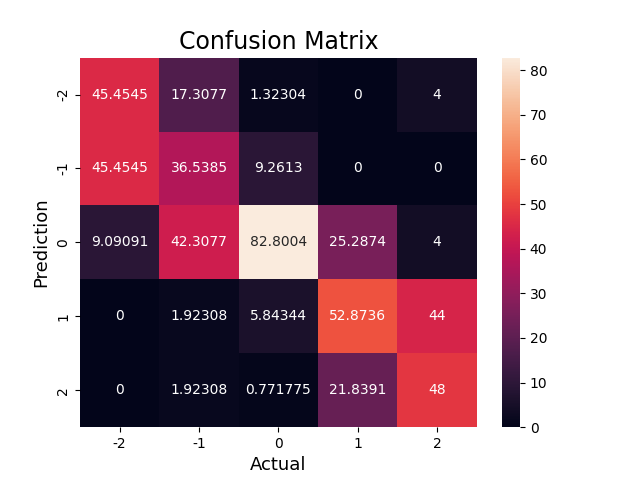 Confusion Matrix
-2 45.4545 17.3077 1.32304 0 4
-1 45.4545 36.5385 9.2613 0 0
0 9.09091 42.3077 82.8004 25.2874 4
1 0 1.92308 5.84344 52.8736 44
2 0 1.92308 0.771775 21.8391 48
-2 -1 0 1 2
Prediction
Actual
80
70
60
50
40
30
20
10
0